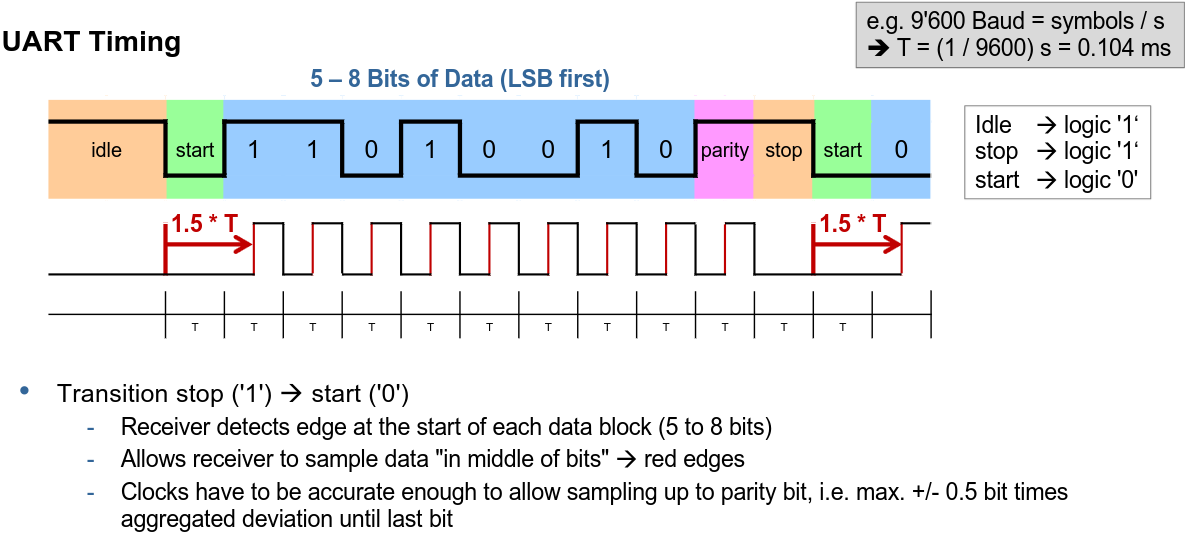 UART Timing
e.g. 9'600 Baud = symbols / s
➔ T = (1 / 9600) s = 0.104 ms
5 – 8 Bits of Data (LSB first)
idle start 1 1 0 1 0 0 1 0 parity stop start 0
Idle → logic '1‘
stop → logic '1‘
start → logic '0'
1.5 * T 1.5 * T
T T T T T T T T T T T T
• Transition stop ('1') → start ('0')
- Receiver detects edge at the start of each data block (5 to 8 bits)
- Allows receiver to sample data "in middle of bits" → red edges
- Clocks have to be accurate enough to allow sampling up to parity bit, i.e. max. +/- 0.5 bit times
aggregated deviation until last bit